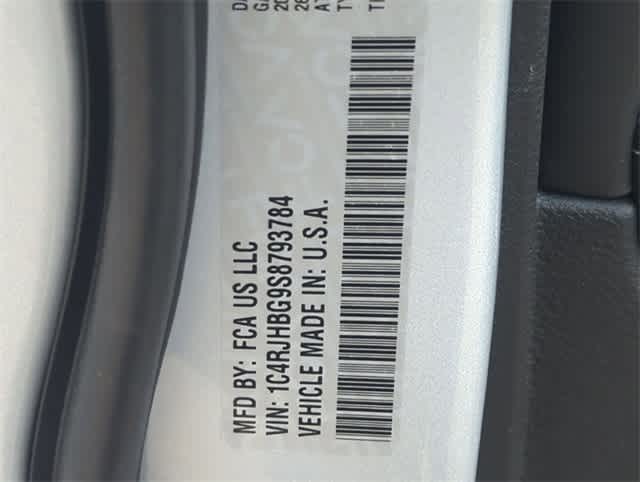 MFD BY: FCA US LLC
VIN: 1C4RJHBG9S8793784
VEHICLE MADE IN: U.S.A.